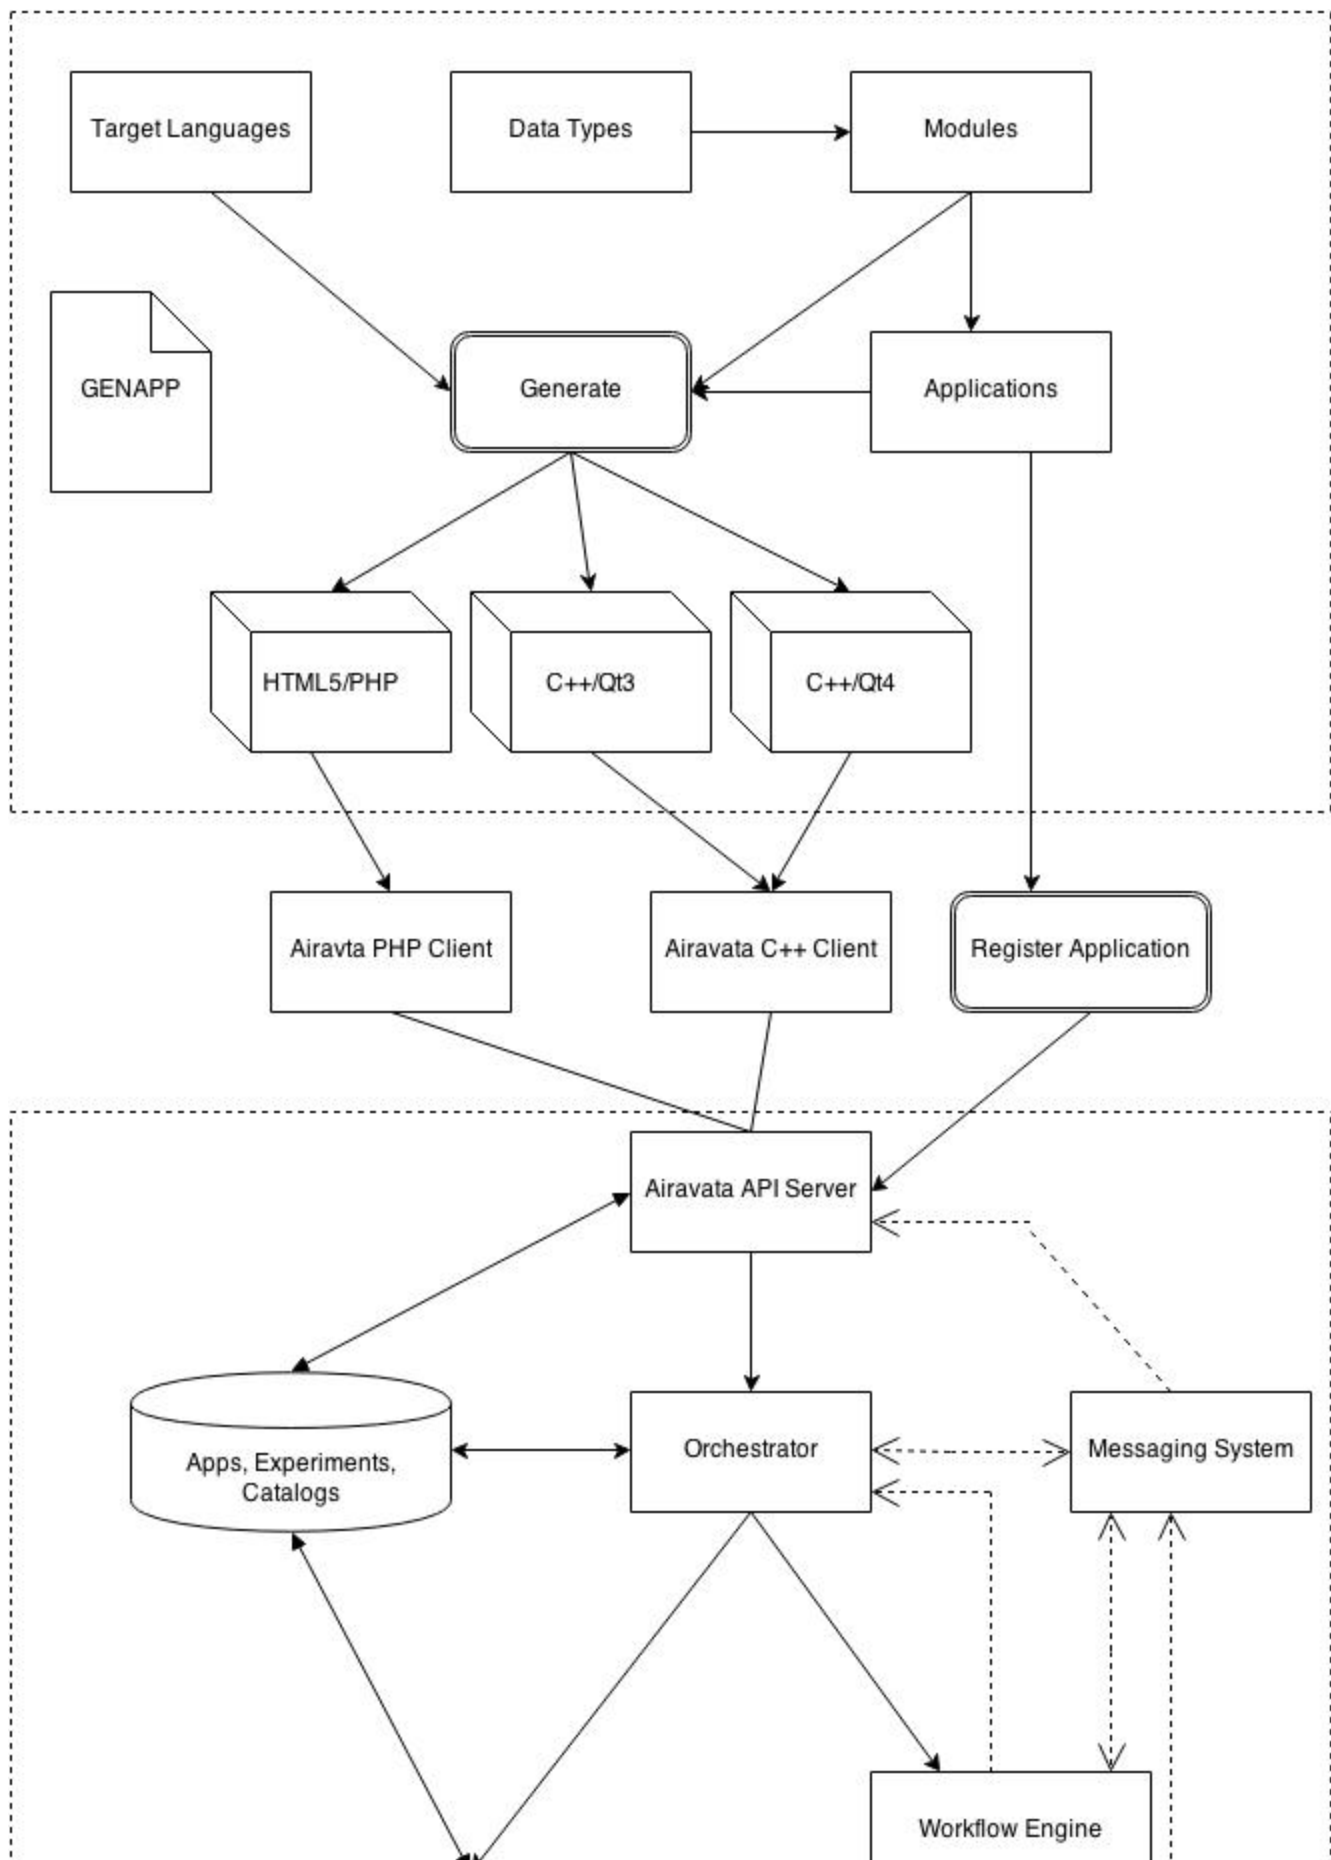 Target Languages
Data Types
Modules
GENAPP
Generate
Applications
HTML5/PHP
C++/Qt3
C++/Qt4
Airavta PHP Client
Airavata C++ Client
Register Application
Airavata API Server
Apps, Experiments,
Catalogs
Orchestrator
Messaging System
Workflow Engine